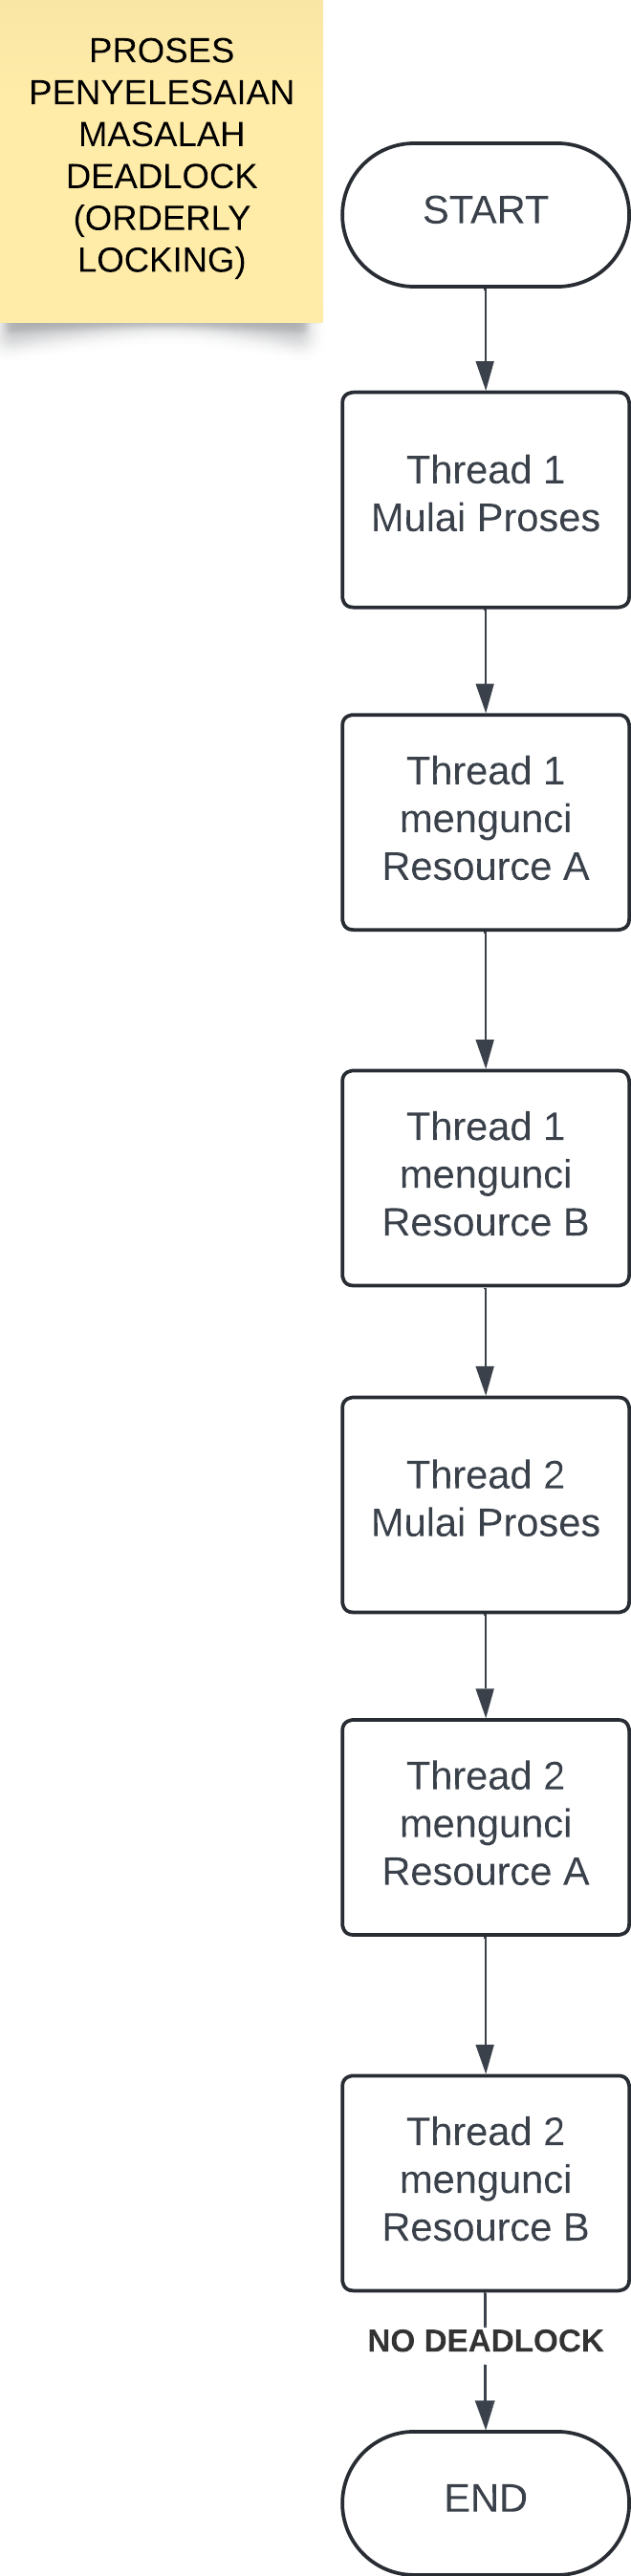 PROSES
PENYELESAIAN
MASALAH
DEADLOCK
(ORDERLY
LOCKING)
START
Thread 1
Mulai Proses
Thread 1
mengunci
Resource A
Thread 1
mengunci
Resource B
Thread 2
Mulai Proses
Thread 2
mengunci
Resource A
Thread 2
mengunci
Resource B
NO DEADLOCK
END